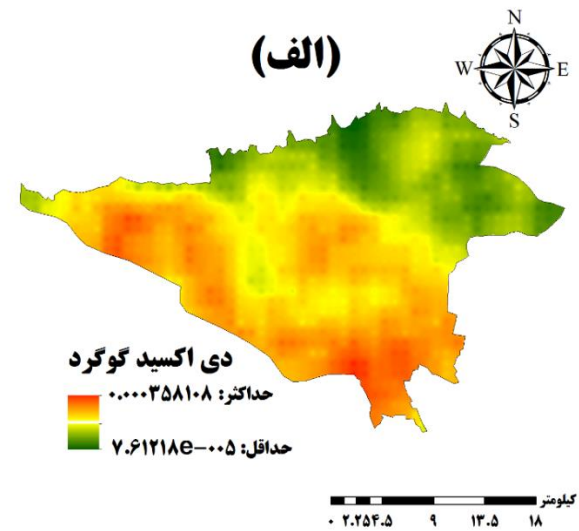 (الف)
N
W E
S
دی اکسید گوگرد
حداکثر: ۰.۰۰۰۳۵۸۱۰۸
حداقل: ۷.۶۱۲۱۸e-۰۰۵
کیلومتر
۰ ۲.۲۵۴.۵ ۹ ۱۳.۵ ۱۸